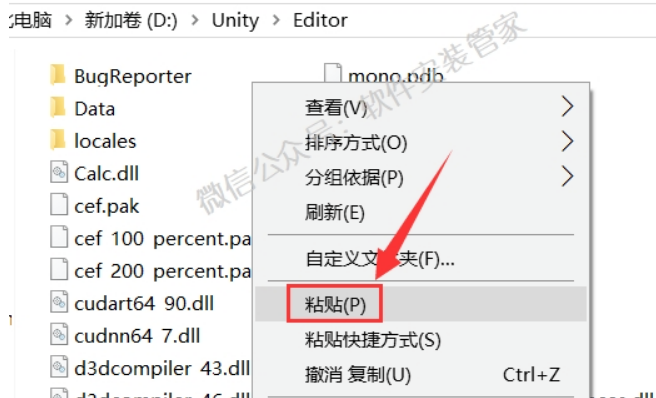 此电脑 > 新加卷 (D:) > Unity > Editor
BugReporter
mono.pdb
Data
locales
Calc.dll
cef.pak
cef 100 percent.pa
cef 200 percent.pa
cudart64 90.dll
cudnn64 7.dll
d3dcompiler 43.dll
d3dcompiler 46.dll
查看(V)
排序方式(O)
分组依据(P)
刷新(E)
自定义文件夹(F)...
粘贴(P)
粘贴快捷方式(S)
撤消 复制(U) Ctrl+Z
微信公众号：软件安装管家